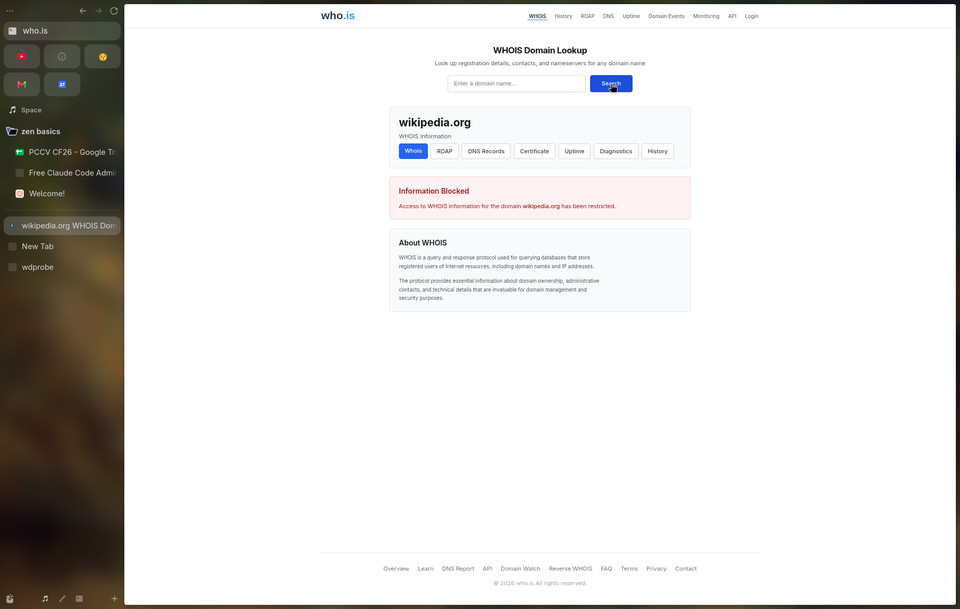 who.is
27
Space
zen basics
PCCV CF26 - Google Tr
Free Claude Code Admi
Welcome!
wikipedia.org WHOIS Dom
New Tab
wdprobe
who.is
WHOIS History RDAP DNS Uptime Domain Events Monitoring API Login
WHOIS Domain Lookup
Look up registration details, contacts, and nameservers for any domain name
Enter a domain name...
Search
wikipedia.org
WHOIS Information
Whois RDAP DNS Records Certificate Uptime Diagnostics History
Information Blocked
Access to WHOIS information for the domain wikipedia.org has been restricted.
About WHOIS
WHOIS is a query and response protocol used for querying databases that store
registered users of Internet resources, including domain names and IP addresses.
The protocol provides essential information about domain ownership, administrative
contacts, and technical details that are invaluable for domain management and
security purposes.
Overview Learn DNS Report API Domain Watch Reverse WHOIS FAQ Terms Privacy Contact
© 2026 who.is All rights reserved.